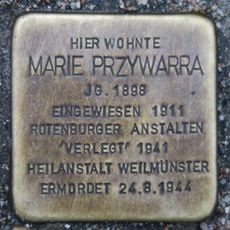 HIER WOHNTE
MARIE PRZYWARRA
JG. 1898
EINGEWIESEN 1911
ROTENBURGER ANSTALTEN
'VERLEGT' 1941
HEILANSTALT WEILMÜNSTER
ERMORDET 24.8.1944